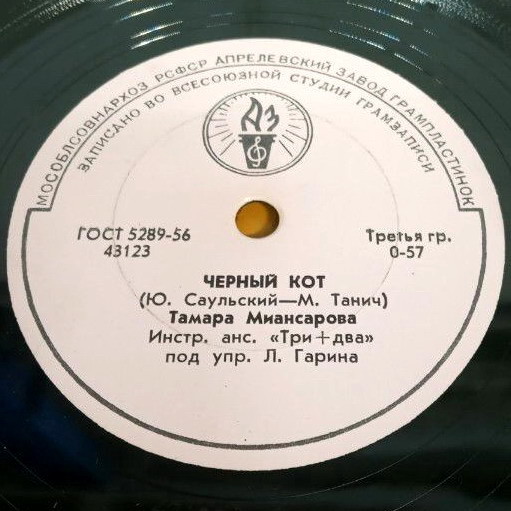 МОСОБЛСОВНАРХОЗ РСФСР АПРЕЛЕВСКИЙ ЗАВОД ГРАМПЛАСТИНОК
ЗАПИСАНО ВО ВСЕСОЮЗНОЙ СТУДИИ ГРАМЗАПИСИ
АЗ
ГОСТ 5289-56
43123
Третья гр.
0-57
ЧЕРНЫЙ КОТ
(Ю. Саульский—М. Танич)
Тамара Миансарова
Инстр. анс. «Три+два»
под упр. Л. Гарина